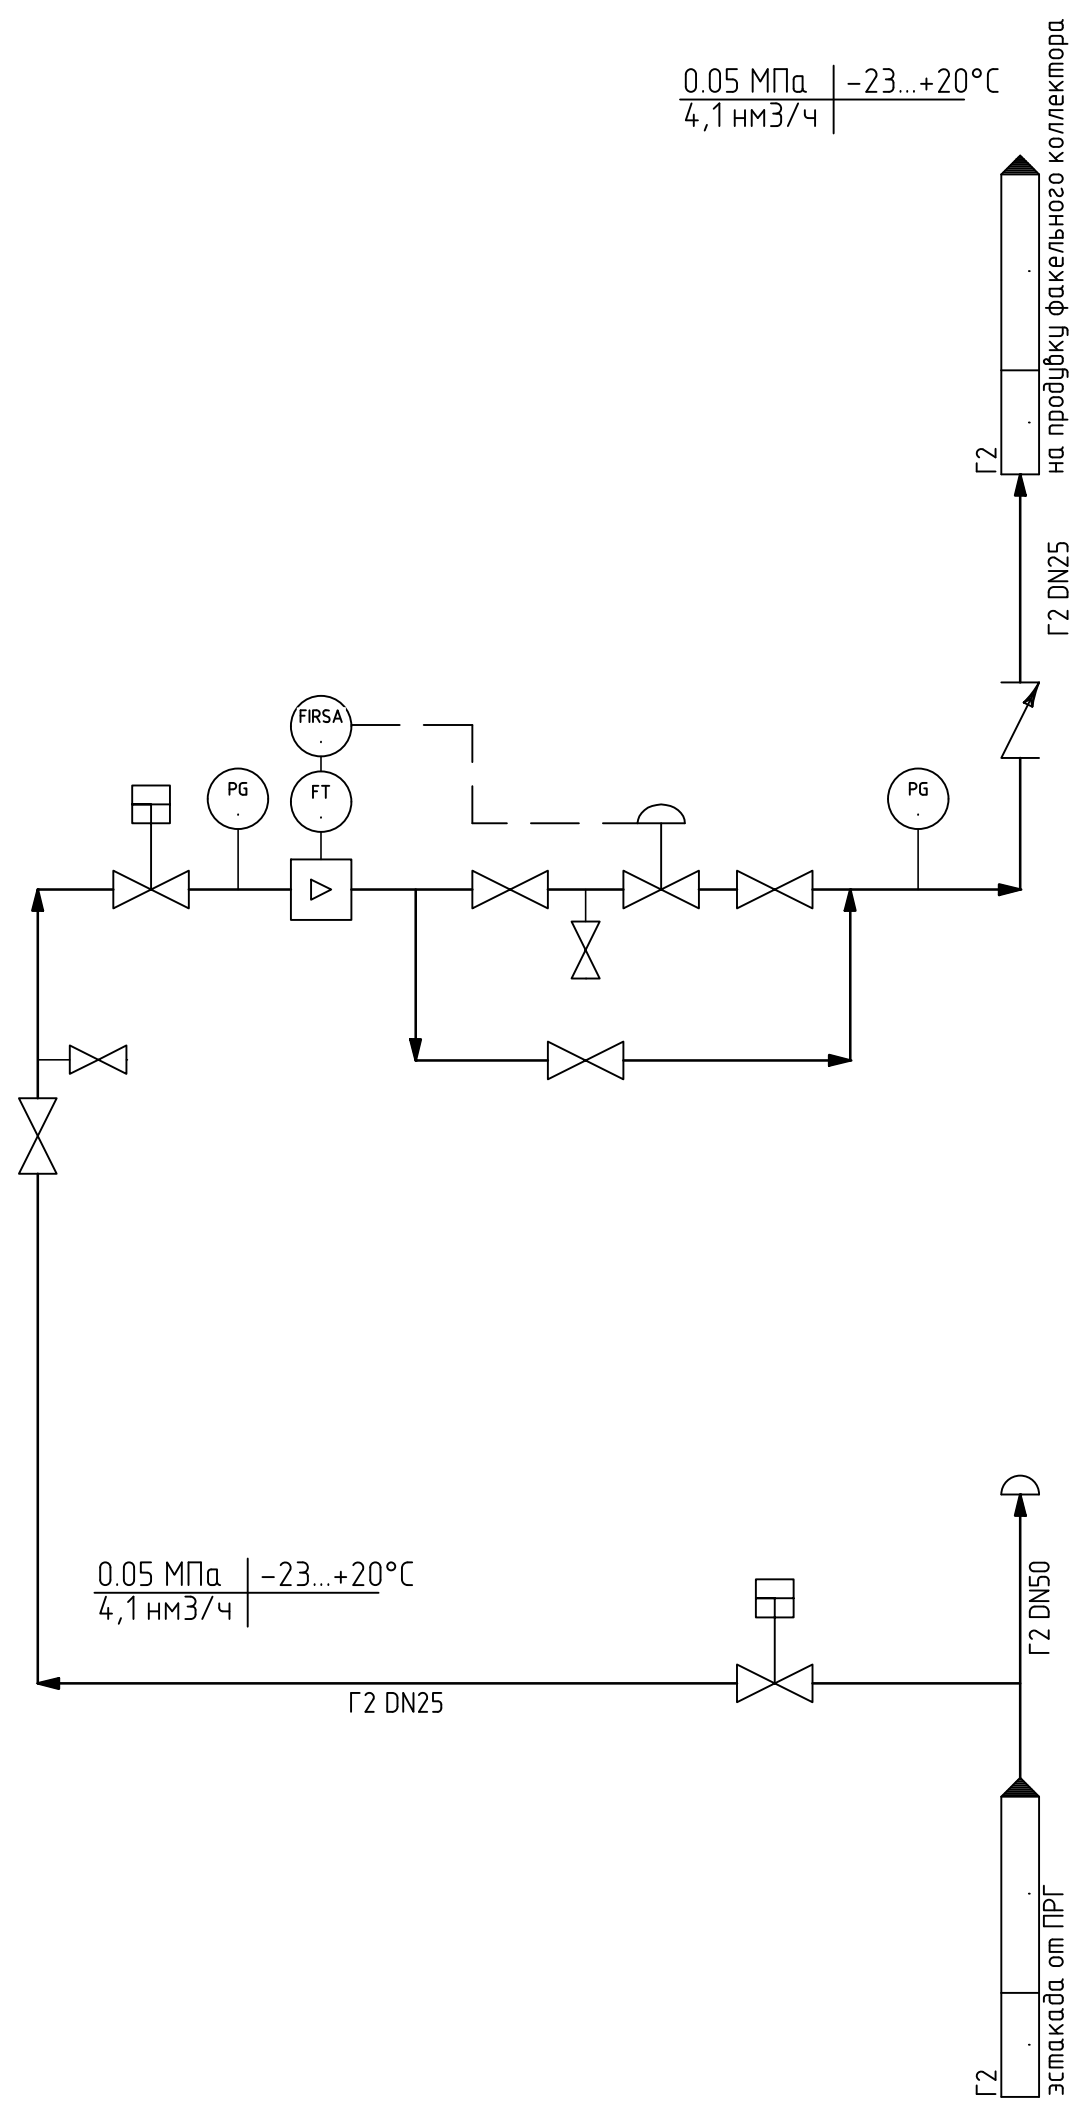 0.05 МПа -23...+20°C
4,1 нм3/ч
на продувку факельного коллектора
Г2
Г2 DN25
FIRSA
PG
FT
PG
0.05 МПа -23...+20°C
4,1 нм3/ч
Г2 DN50
Г2 DN25
эстакада от ПРГ
Г2